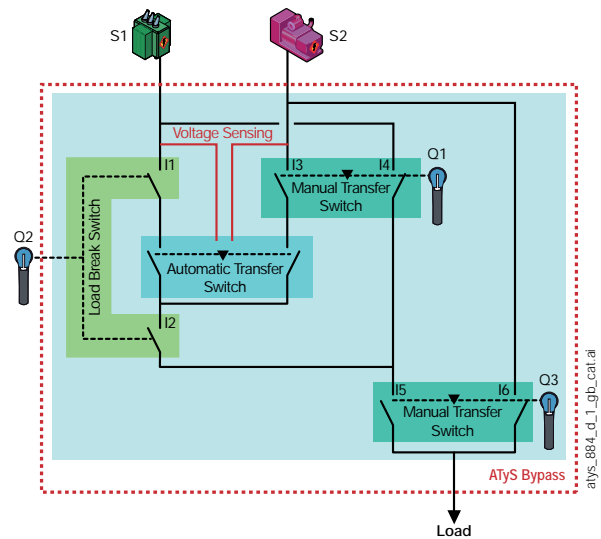 S1
S2
Voltage Sensing
I1
I3
I4
Q1
Manual Transfer
Switch
Q2
Load Break Switch
Automatic Transfer
Switch
I2
I5
I6
Q3
Manual Transfer
Switch
ATyS Bypass
Load
atys_884_d_1_gb_cat.ai